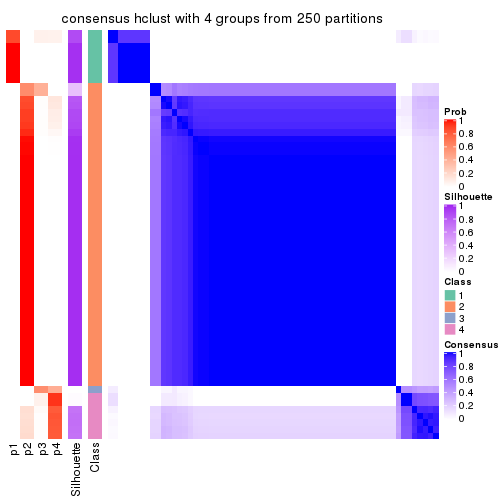 consensus hclust with 4 groups from 250 partitions
Prob
1
0.8
0.6
0.4
0.2
0
Silhouette
1
0.8
0.6
0.4
0.2
0
Class
1
2
3
4
Consensus
1
0.8
0.6
0.4
0.2
0
p1
p2
p3
p4
Silhouette
Class